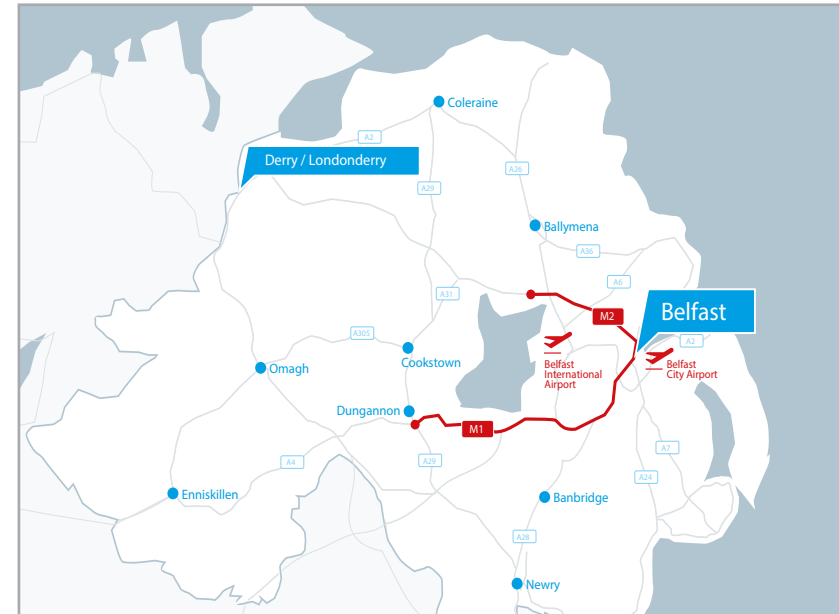 Coleraine
A2
Derry / Londonderry
A26
A29
Ballymena
A36
A6
A31
M2
Belfast
A305
A2
Cookstown
Belfast
International
Airport
Belfast
City Airport
Omagh
Dungannon
M1
A7
A4
A29
A24
Enniskillen
Banbridge
A28
Newry